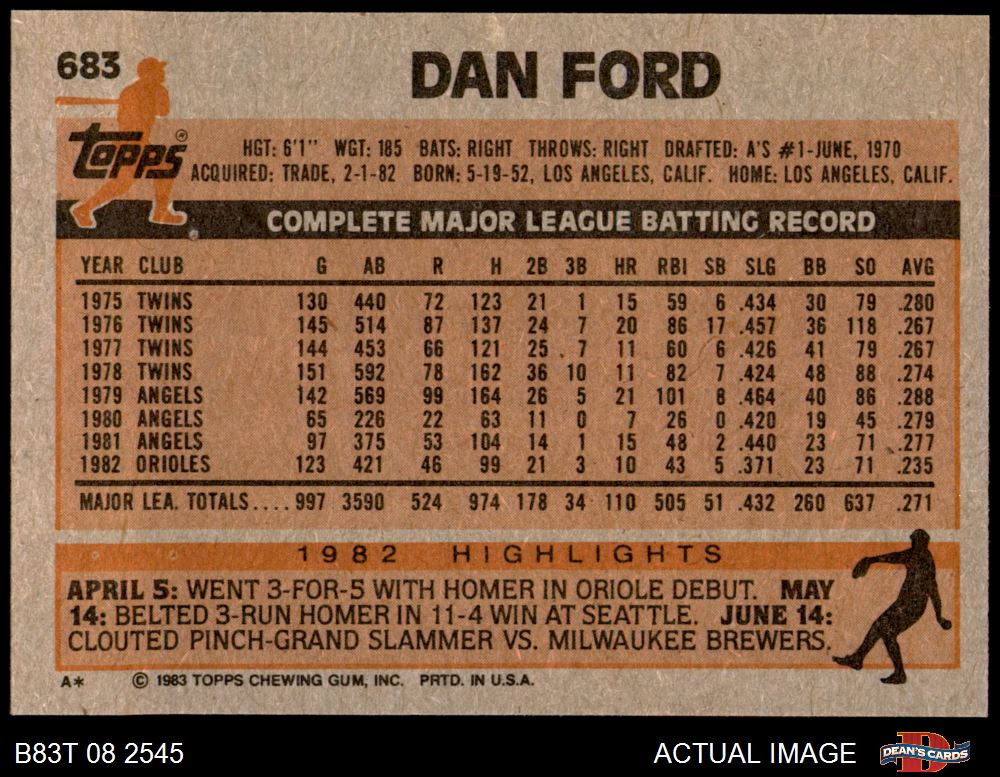 683
DAN FORD
Topps®
HGT: 6'1" WGT: 185 BATS: RIGHT THROWS: RIGHT DRAFTED: A'S #1-JUNE, 1970
ACQUIRED: TRADE, 2-1-82 BORN: 5-19-52, LOS ANGELES, CALIF. HOME: LOS ANGELES, CALIF.
COMPLETE MAJOR LEAGUE BATTING RECORD
YEAR CLUB G AB R H 2B 3B HR RBI SB SLG BB SO AVG
1975 TWINS 130 440 72 123 21 1 15 59 6 .434 30 79 .280
1976 TWINS 145 514 87 137 24 7 20 86 17 .457 36 118 .267
1977 TWINS 144 453 66 121 25 7 11 60 6 .426 41 79 .267
1978 TWINS 151 592 78 162 36 10 11 82 7 .424 48 88 .274
1979 ANGELS 142 569 99 164 26 5 21 101 8 .464 40 86 .288
1980 ANGELS 65 226 22 63 11 0 7 26 0 .420 19 45 .279
1981 ANGELS 97 375 53 104 14 1 15 48 2 .440 23 71 .277
1982 ORIOLES 123 421 46 99 21 3 10 43 5 .371 23 71 .235
MAJOR LEA. TOTALS.... 997 3590 524 974 178 34 110 505 51 .432 260 637 .271
1982 HIGHLIGHTS
APRIL 5: WENT 3-FOR-5 WITH HOMER IN ORIOLE DEBUT. MAY
14: BELTED 3-RUN HOMER IN 11-4 WIN AT SEATTLE. JUNE 14:
CLOUTED PINCH-GRAND SLAMMER VS. MILWAUKEE BREWERS.
A* © 1983 TOPPS CHEWING GUM, INC. PRTD. IN U.S.A.
B83T 08 2545 ACTUAL IMAGE DEAN'S CARDS